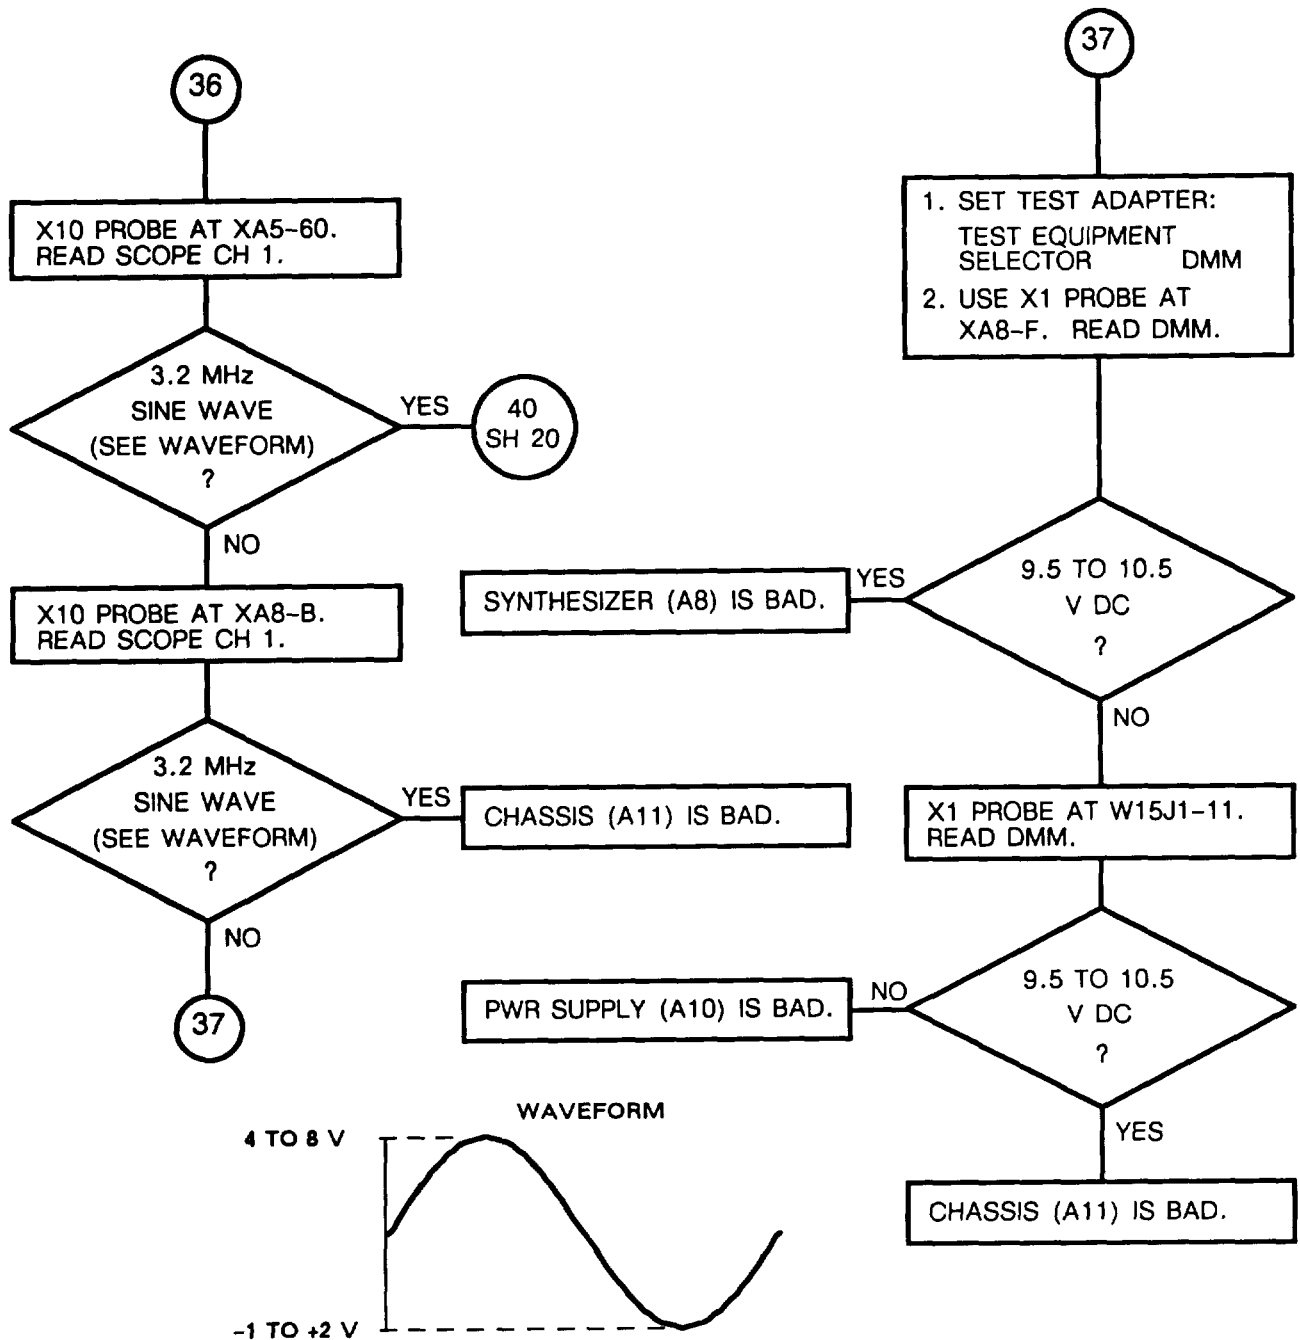 36
X10 PROBE AT XA5-60.
READ SCOPE CH 1.
3.2 MHz
SINE WAVE
(SEE WAVEFORM)
?
YES
40
SH 20
NO
X10 PROBE AT XA8-B.
READ SCOPE CH 1.
3.2 MHz
SINE WAVE
(SEE WAVEFORM)
?
YES
CHASSIS (A11) IS BAD.
NO
37
37
1. SET TEST ADAPTER:
TEST EQUIPMENT
SELECTOR DMM
2. USE X1 PROBE AT
XA8-F. READ DMM.
9.5 TO 10.5
V DC
?
YES
SYNTHESIZER (A8) IS BAD.
NO
X1 PROBE AT W15J1-11.
READ DMM.
9.5 TO 10.5
V DC
?
NO
PWR SUPPLY (A10) IS BAD.
YES
CHASSIS (A11) IS BAD.
WAVEFORM
4 TO 8 V
-1 TO +2 V